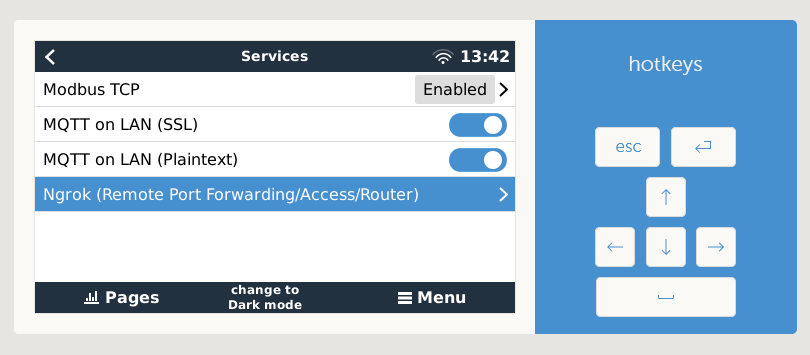 Services 13:42
Modbus TCP Enabled
MQTT on LAN (SSL)
MQTT on LAN (Plaintext)
Ngrok (Remote Port Forwarding/Access/Router)
Pages
change to
Dark mode
Menu
hotkeys
esc